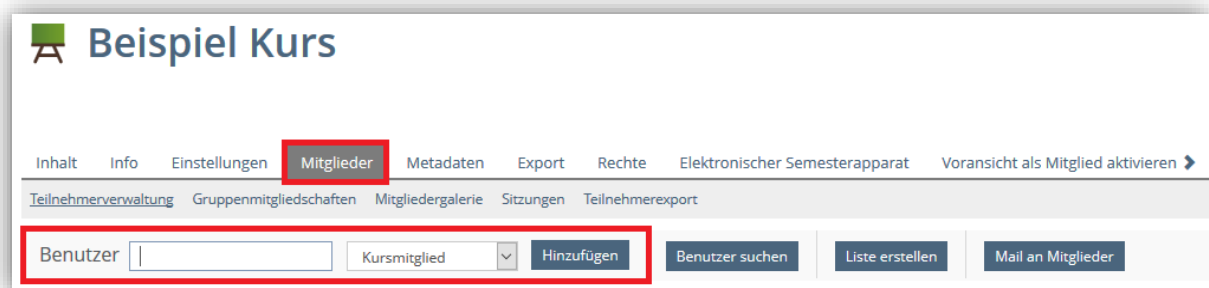 Beispiel Kurs
Inhalt Info Einstellungen Mitglieder Metadaten Export Rechte Elektronischer Semesterapparat Voransicht als Mitglied aktivieren
Teilnehmerverwaltung Gruppenmitgliedschaften Mitgliedergalerie Sitzungen Teilnehmerexport
Benutzer Kursmitglied Hinzufügen Benutzer suchen Liste erstellen Mail an Mitglieder